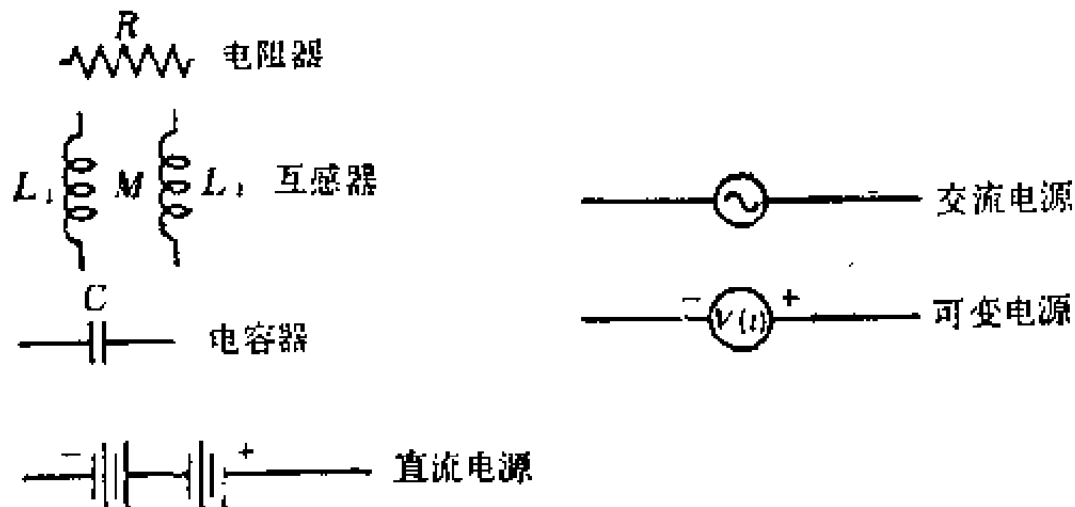 R
电阻器
L₁ M L₂ 互感器
C
电容器
− + 直流电源
交流电源
− V(t) + 可变电源